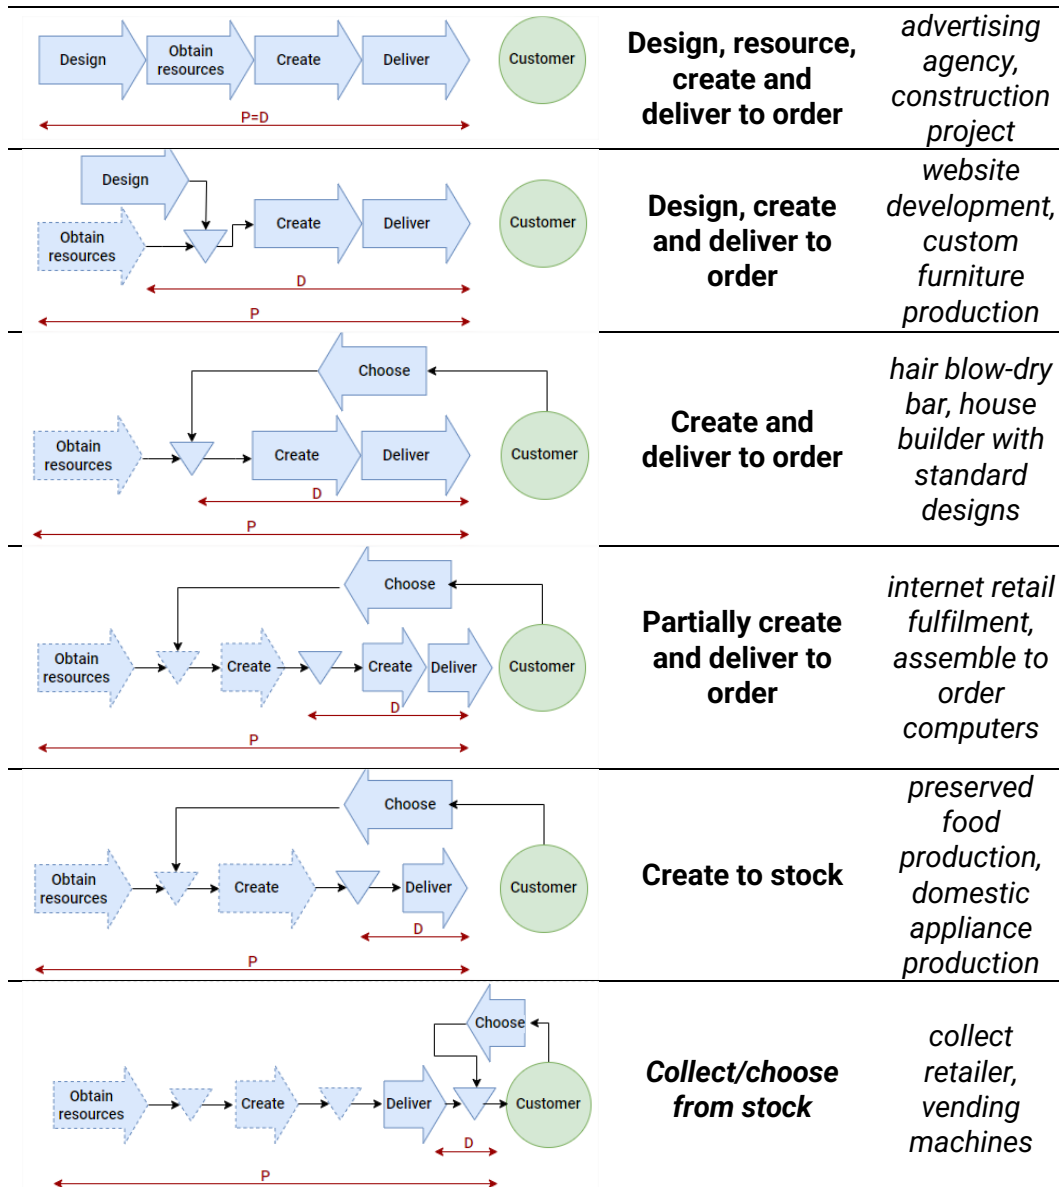 Design
Obtain
resources
Create
Deliver
Customer
P=D
Design, resource,
create and
deliver to order
advertising
agency,
construction
project
Design
Obtain
resources
Create
Deliver
Customer
D
P
Design, create
and deliver to
order
website
development,
custom
furniture
production
Choose
Obtain
resources
Create
Deliver
Customer
D
P
Create and
deliver to order
hair blow-dry
bar, house
builder with
standard
designs
Choose
Obtain
resources
Create
Create
Deliver
Customer
D
P
Partially create
and deliver to
order
internet retail
fulfilment,
assemble to
order
computers
Choose
Obtain
resources
Create
Deliver
Customer
D
P
Create to stock
preserved
food
production,
domestic
appliance
production
Choose
Obtain
resources
Create
Deliver
Customer
D
P
Collect/choose
from stock
collect
retailer,
vending
machines